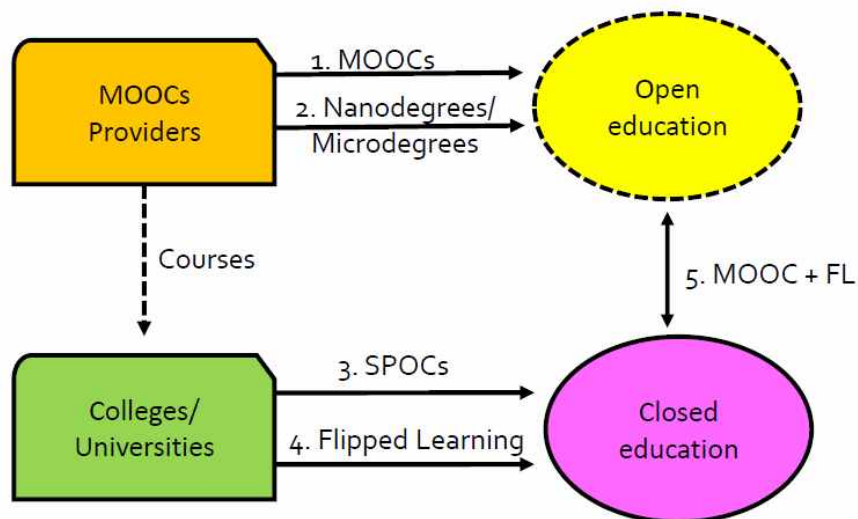 1. MOOCs
MOOCs
Providers
2. Nanodegrees/
Microdegrees
Open
education
Courses
5. MOOC + FL
3. SPOCs
Colleges/
Universities
4. Flipped Learning
Closed
education